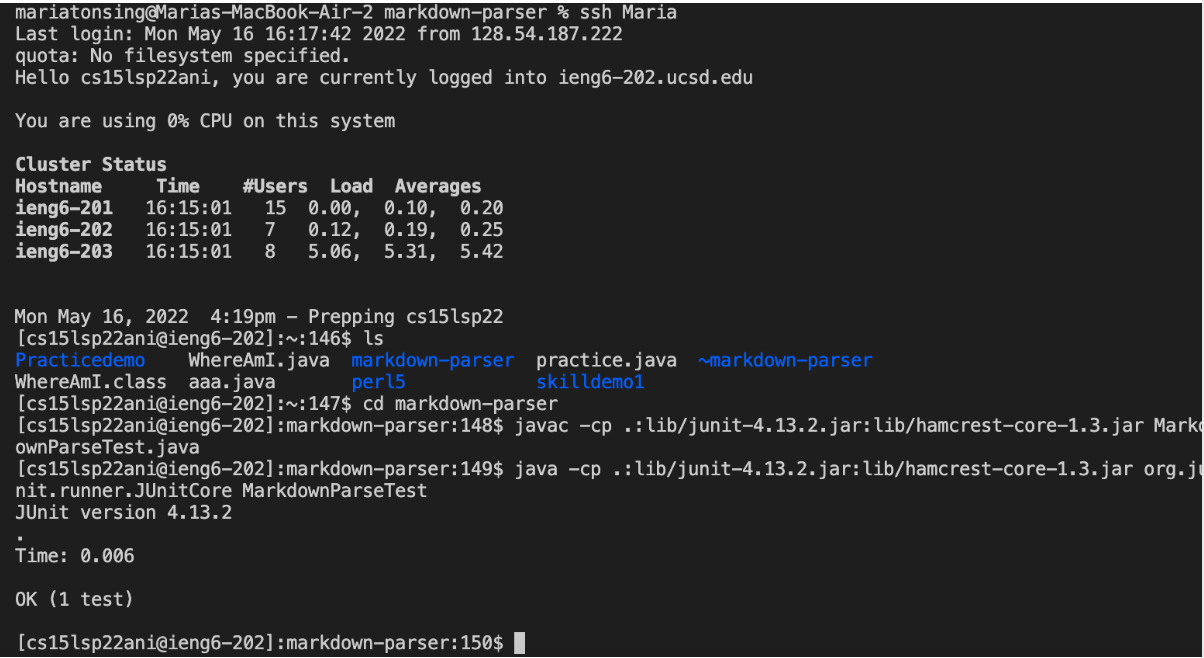 mariatonsing@Marias-MacBook-Air-2 markdown-parser % ssh Maria
Last login: Mon May 16 16:17:42 2022 from 128.54.187.222
quota: No filesystem specified.
Hello cs15lsp22ani, you are currently logged into ieng6-202.ucsd.edu
You are using 0% CPU on this system
Cluster Status
Hostname     Time    #Users  Load  Averages
ieng6-201   16:15:01   15  0.00,  0.10,  0.20
ieng6-202   16:15:01   7   0.12,  0.19,  0.25
ieng6-203   16:15:01   8   5.06,  5.31,  5.42
Mon May 16, 2022  4:19pm - Prepping cs15lsp22
[cs15lsp22ani@ieng6-202]:~:146$ ls
Practicedemo    WhereAmI.java  markdown-parser  practice.java  ~markdown-parser
WhereAmI.class  aaa.java       perl5            skilldemo1
[cs15lsp22ani@ieng6-202]:~:147$ cd markdown-parser
[cs15lsp22ani@ieng6-202]:markdown-parser:148$ javac -cp .:lib/junit-4.13.2.jar:lib/hamcrest-core-1.3.jar Markd
ownParseTest.java
[cs15lsp22ani@ieng6-202]:markdown-parser:149$ java -cp .:lib/junit-4.13.2.jar:lib/hamcrest-core-1.3.jar org.ju
nit.runner.JUnitCore MarkdownParseTest
JUnit version 4.13.2
.
Time: 0.006
OK (1 test)
[cs15lsp22ani@ieng6-202]:markdown-parser:150$